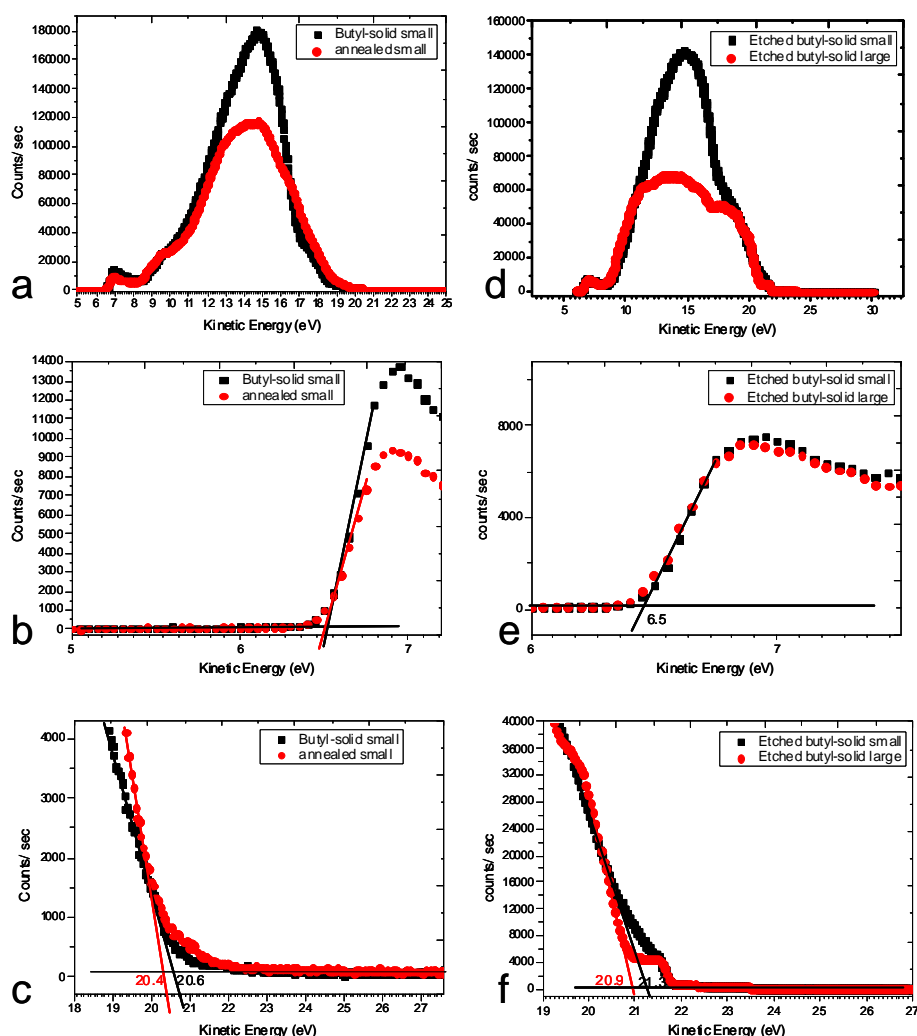 180000
160000
140000
120000
100000
80000
60000
40000
20000
0
Counts/ sec
Butyl-solid small
annealed small
5 6 7 8 9 10 11 12 13 14 15 16 17 18 19 20 21 22 23 24 25
Kinetic Energy (eV)
a
160000
140000
120000
100000
80000
60000
40000
20000
0
counts/ sec
Etched butyl-solid small
Etched butyl-solid large
5 10 15 20 25 30
Kinetic Energy (eV)
d
14000
13000
12000
11000
10000
9000
8000
7000
6000
5000
4000
3000
2000
1000
0
Counts/sec
Butyl-solid small
annealed small
5 6 7
Kinetic Energy (eV)
b
8000
4000
0
counts/sec
Etched butyl-solid small
Etched butyl-solid large
6.5
6 7
Kinetic Energy (eV)
e
4000
3000
2000
1000
0
Counts/ sec
Butyl-solid small
annealed small
20.4 20.6
18 19 20 21 22 23 24 25 26 27
Kinetic Energy (eV)
c
40000
36000
32000
28000
24000
20000
16000
12000
8000
4000
0
counts/sec
Etched butyl-solid small
Etched butyl-solid large
20.9 21.3
19 20 21 22 23 24 25 26 27
Kinetic Energy (eV)
f